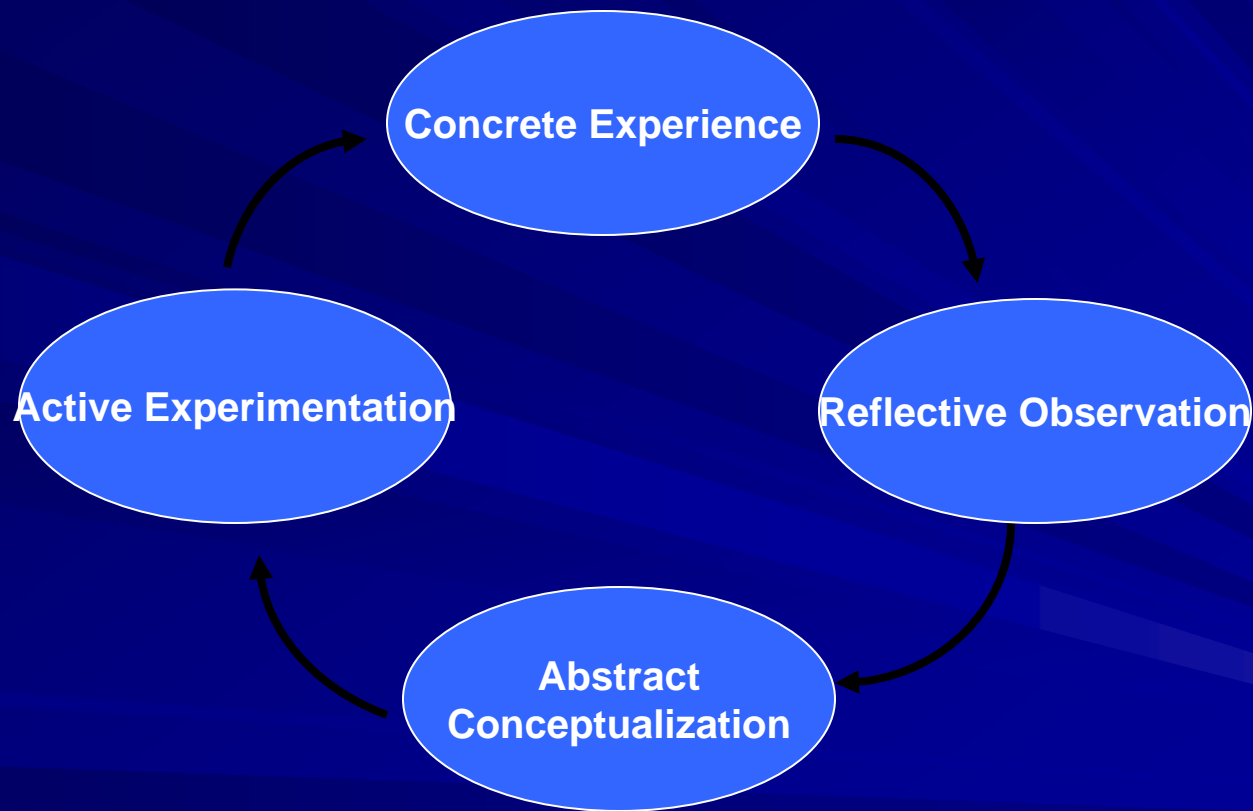 Concrete Experience
Active Experimentation
Reflective Observation
Abstract
Conceptualization